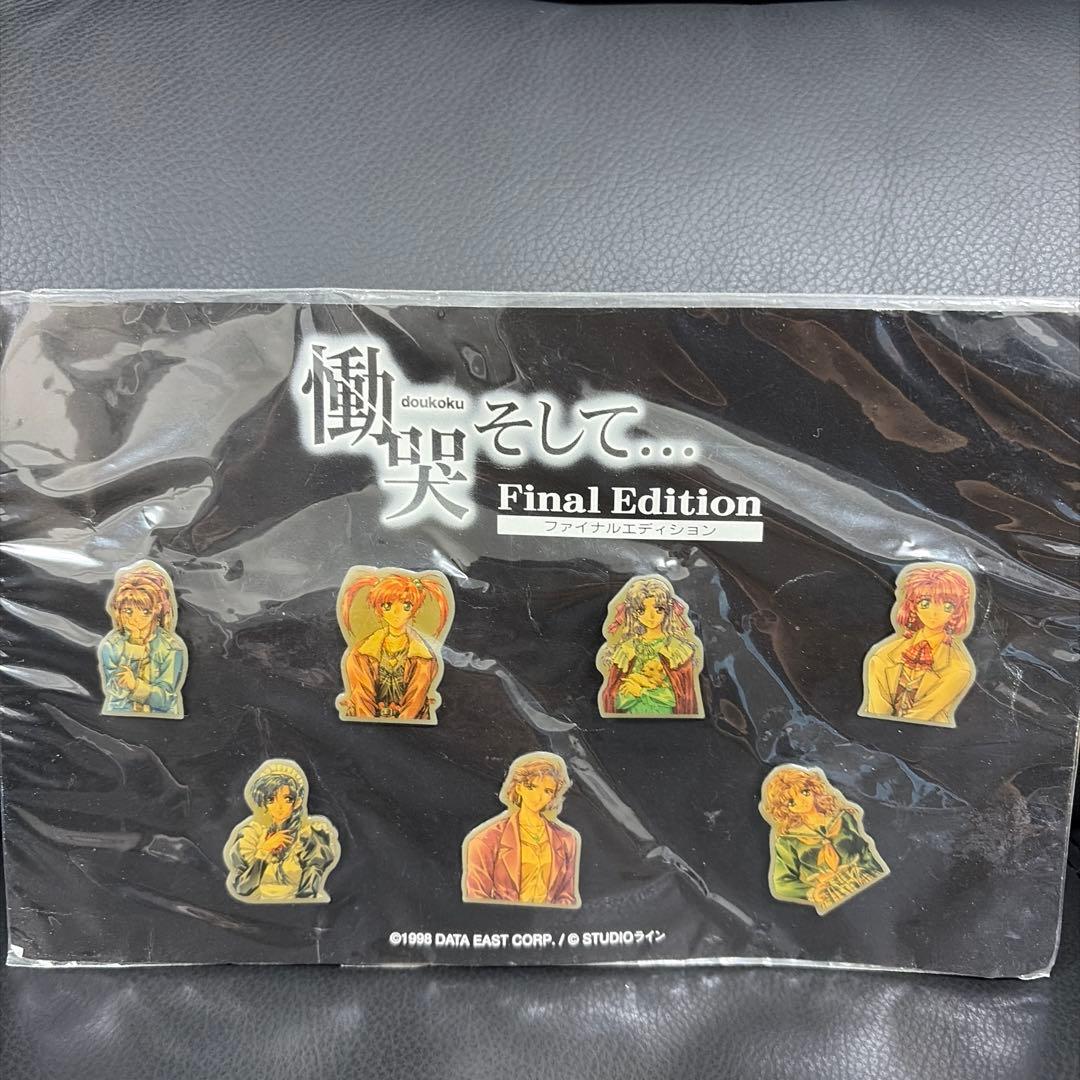 慟哭 doukoku そして…
Final Edition
ファイナルエディション
©1998 DATA EAST CORP. / © STUDIOライン